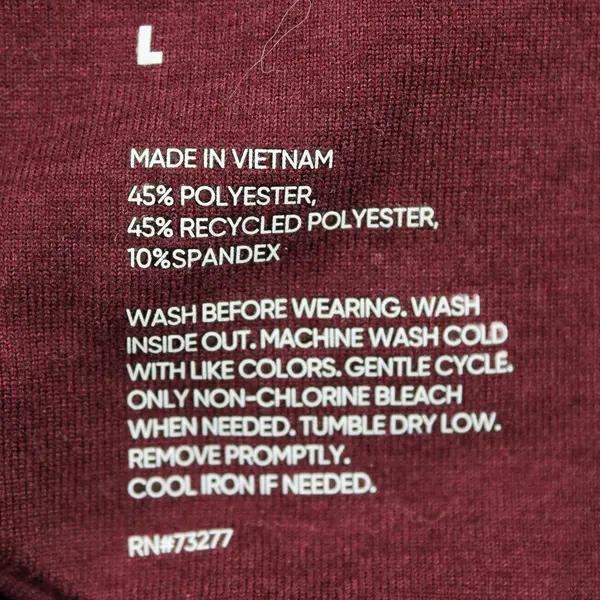 L
MADE IN VIETNAM
45% POLYESTER,
45% RECYCLED POLYESTER,
10%SPANDEX
WASH BEFORE WEARING. WASH
INSIDE OUT. MACHINE WASH COLD
WITH LIKE COLORS. GENTLE CYCLE.
ONLY NON-CHLORINE BLEACH
WHEN NEEDED. TUMBLE DRY LOW.
REMOVE PROMPTLY.
COOL IRON IF NEEDED.
RN#73277